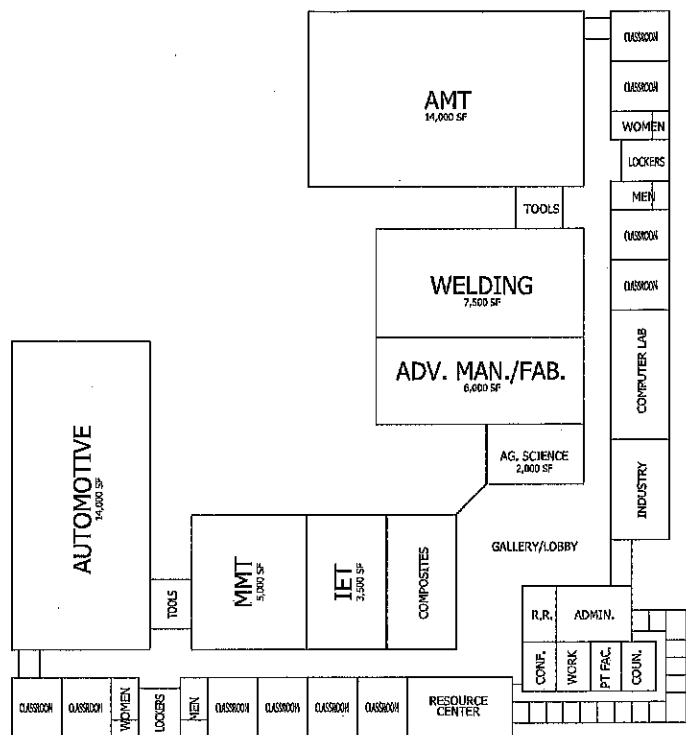 AMT
14,000 SF
CLASSROOM
CLASSROOM
WOMEN
LOCKERS
MEN
CLASSROOM
CLASSROOM
COMPUTER LAB
INDUSTRY
TOOLS
WELDING
7,500 SF
ADV. MAN./FAB.
6,000 SF
AG. SCIENCE
2,000 SF
GALLERY/LOBBY
AUTOMOTIVE
14,000 SF
TOOLS
MMT
5,000 SF
IET
3,500 SF
COMPOSITES
R.R.
ADMIN.
CONF.
WORK
PT FAC.
COUN.
CLASSROOM
CLASSROOM
WOMEN
LOCKERS
MEN
CLASSROOM
CLASSROOM
CLASSROOM
CLASSROOM
RESOURCE
CENTER